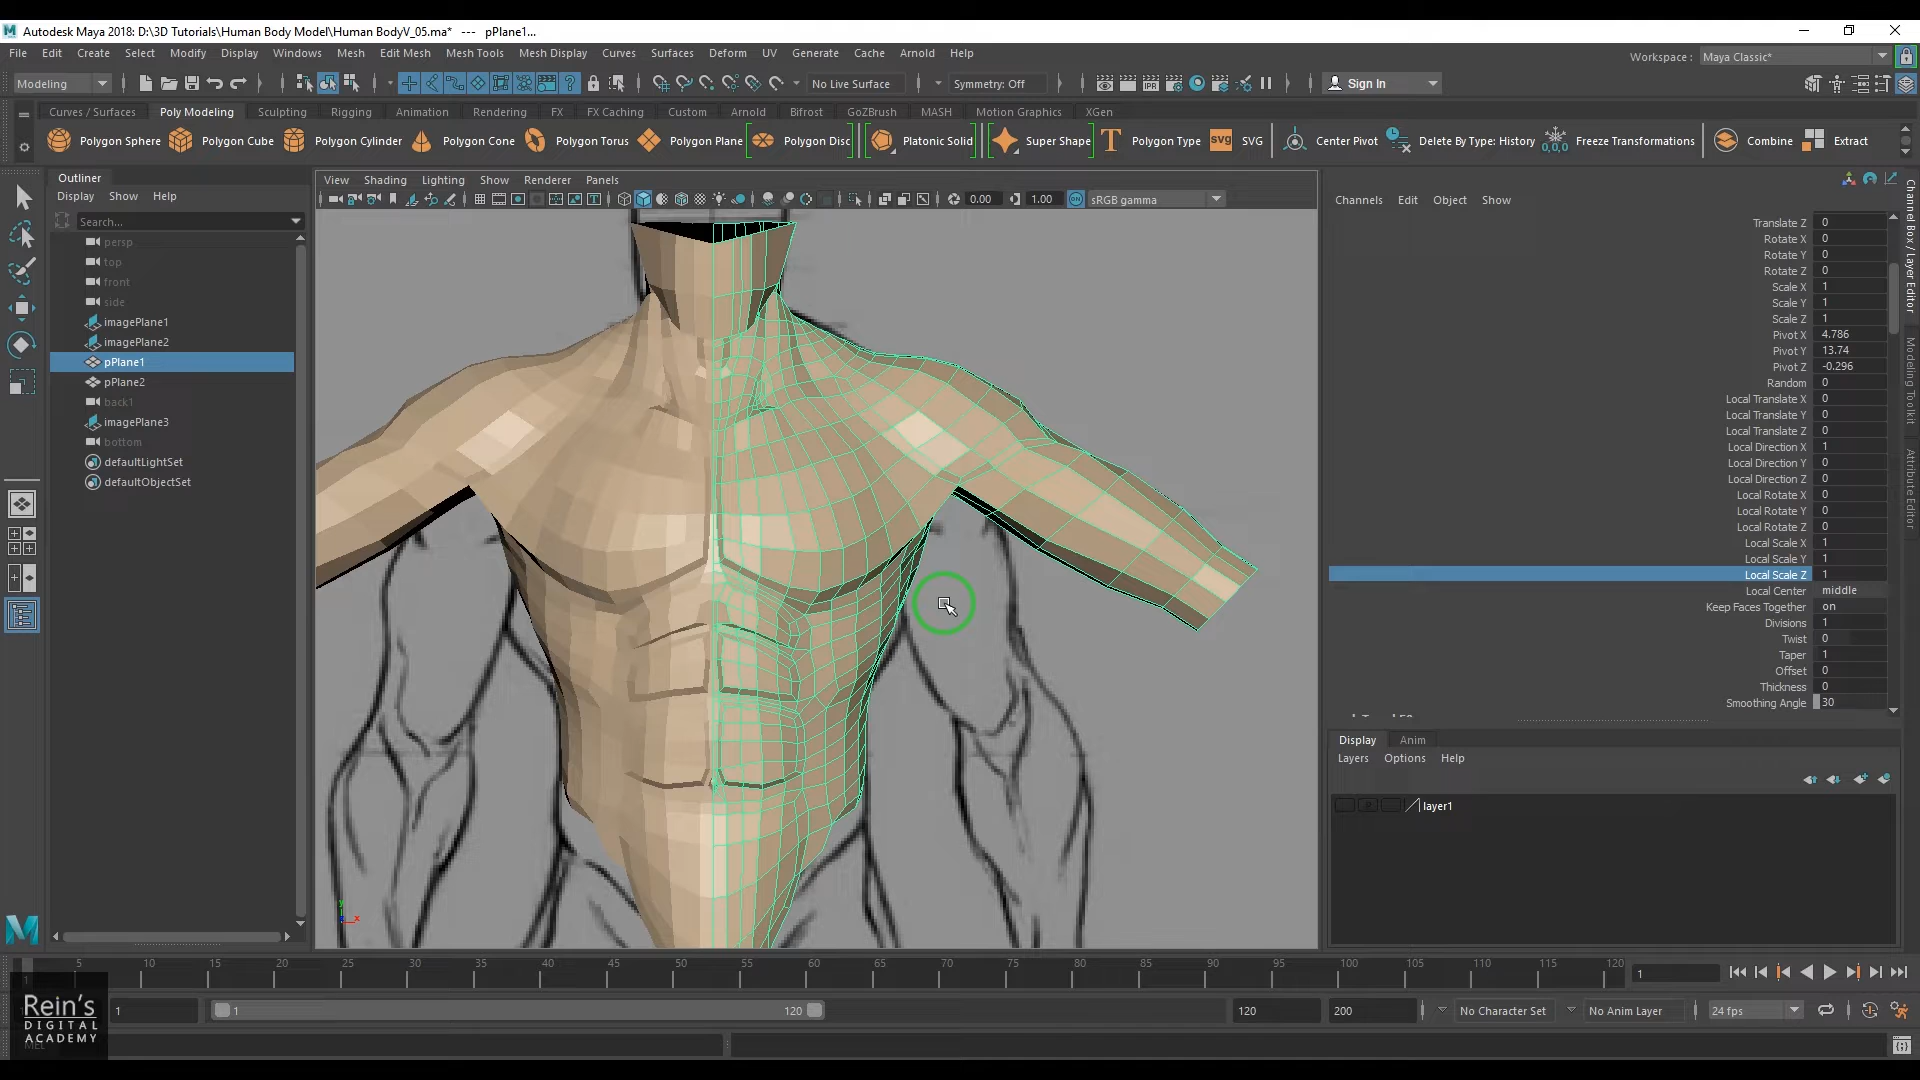 Autodesk Maya 2018: D:\3D Tutorials\Human Body Model\Human BodyV_05.ma* --- pPlane1...
File Edit Create Select Modify Display Windows Mesh Edit Mesh Mesh Tools Mesh Display Curves Surfaces Deform UV Generate Cache Arnold Help
Workspace : Maya Classic*
Modeling No Live Surface Symmetry: Off Sign In
Curves / Surfaces Poly Modeling Sculpting Rigging Animation Rendering FX FX Caching Custom Arnold Bifrost GoZBrush MASH Motion Graphics XGen
Polygon Sphere Polygon Cube Polygon Cylinder Polygon Cone Polygon Torus Polygon Plane Polygon Disc Platonic Solid Super Shape Polygon Type SVG Center Pivot Delete By Type: History Freeze Transformations Combine Extract
Outliner
Display Show Help
Search...
persp
top
front
side
imagePlane1
imagePlane2
pPlane1
pPlane2
back1
imagePlane3
bottom
defaultLightSet
defaultObjectSet
View Shading Lighting Show Renderer Panels
0.00 1.00 sRGB gamma
Channels Edit Object Show
Translate Z 0
Rotate X 0
Rotate Y 0
Rotate Z 0
Scale X 1
Scale Y 1
Scale Z 1
Pivot X 4.786
Pivot Y 13.74
Pivot Z -0.296
Random 0
Local Translate X 0
Local Translate Y 0
Local Translate Z 0
Local Direction X 1
Local Direction Y 0
Local Direction Z 0
Local Rotate X 0
Local Rotate Y 0
Local Rotate Z 0
Local Scale X 1
Local Scale Y 1
Local Scale Z 1
Local Center middle
Keep Faces Together on
Divisions 1
Twist 0
Taper 1
Offset 0
Thickness 0
Smoothing Angle 30
Channel Box / Layer Editor
Modeling Toolkit
Attribute Editor
Display Anim
Layers Options Help
layer1
5 10 15 20 25 30 35 40 45 50 55 60 65 70 75 80 85 90 95 100 105 110 115 120
1
1 1 120 120 200 No Character Set No Anim Layer 24 fps
Rein's
DIGITAL
ACADEMY
MEL